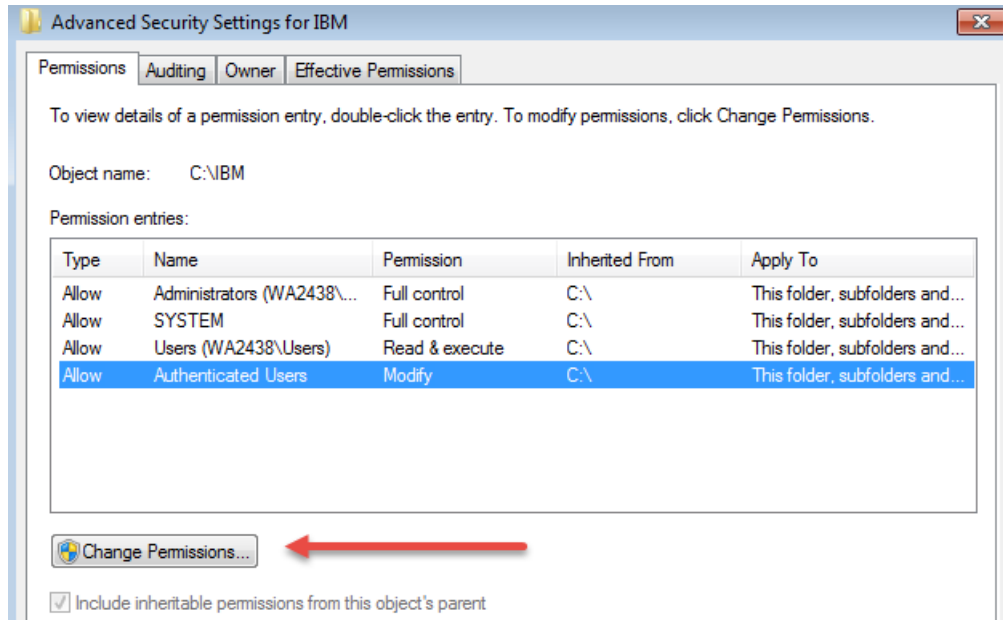 Advanced Security Settings for IBM
Permissions Auditing Owner Effective Permissions
To view details of a permission entry, double-click the entry. To modify permissions, click Change Permissions.
Object name: C:\IBM
Permission entries:
Type Name Permission Inherited From Apply To
Allow Administrators (WA2438\... Full control C:\ This folder, subfolders and...
Allow SYSTEM Full control C:\ This folder, subfolders and...
Allow Users (WA2438\Users) Read & execute C:\ This folder, subfolders and...
Allow Authenticated Users Modify C:\ This folder, subfolders and...
Change Permissions...
Include inheritable permissions from this object's parent